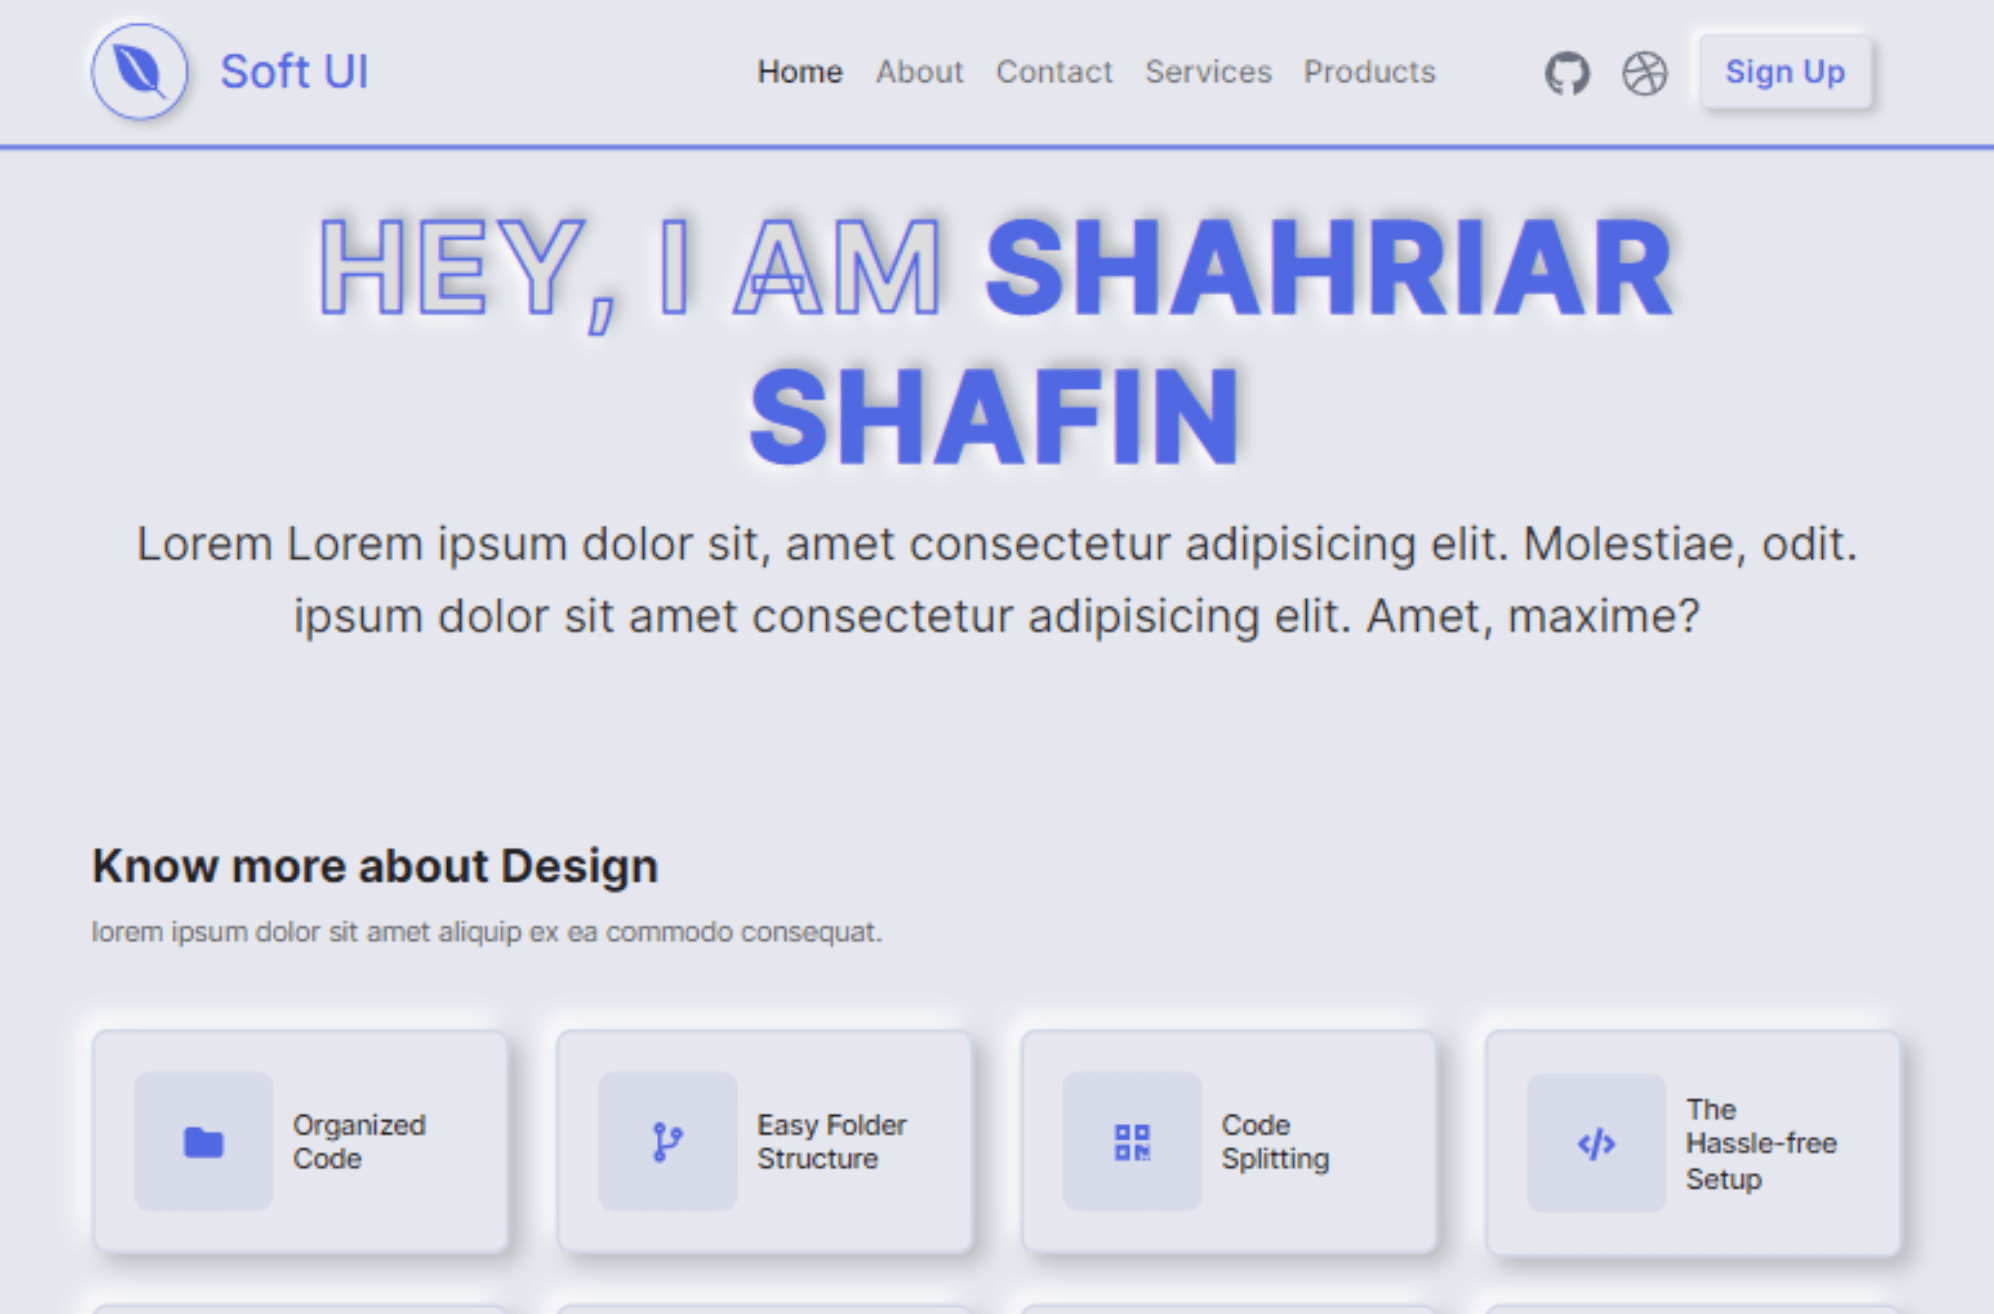 Soft UI
Home About Contact Services Products
Sign Up
HEY, I AM SHAHRIAR
SHAFIN
Lorem Lorem ipsum dolor sit, amet consectetur adipisicing elit. Molestiae, odit.
ipsum dolor sit amet consectetur adipisicing elit. Amet, maxime?
Know more about Design
lorem ipsum dolor sit amet aliquip ex ea commodo consequat.
Organized
Code
Easy Folder
Structure
Code
Splitting
The
Hassle-free
Setup